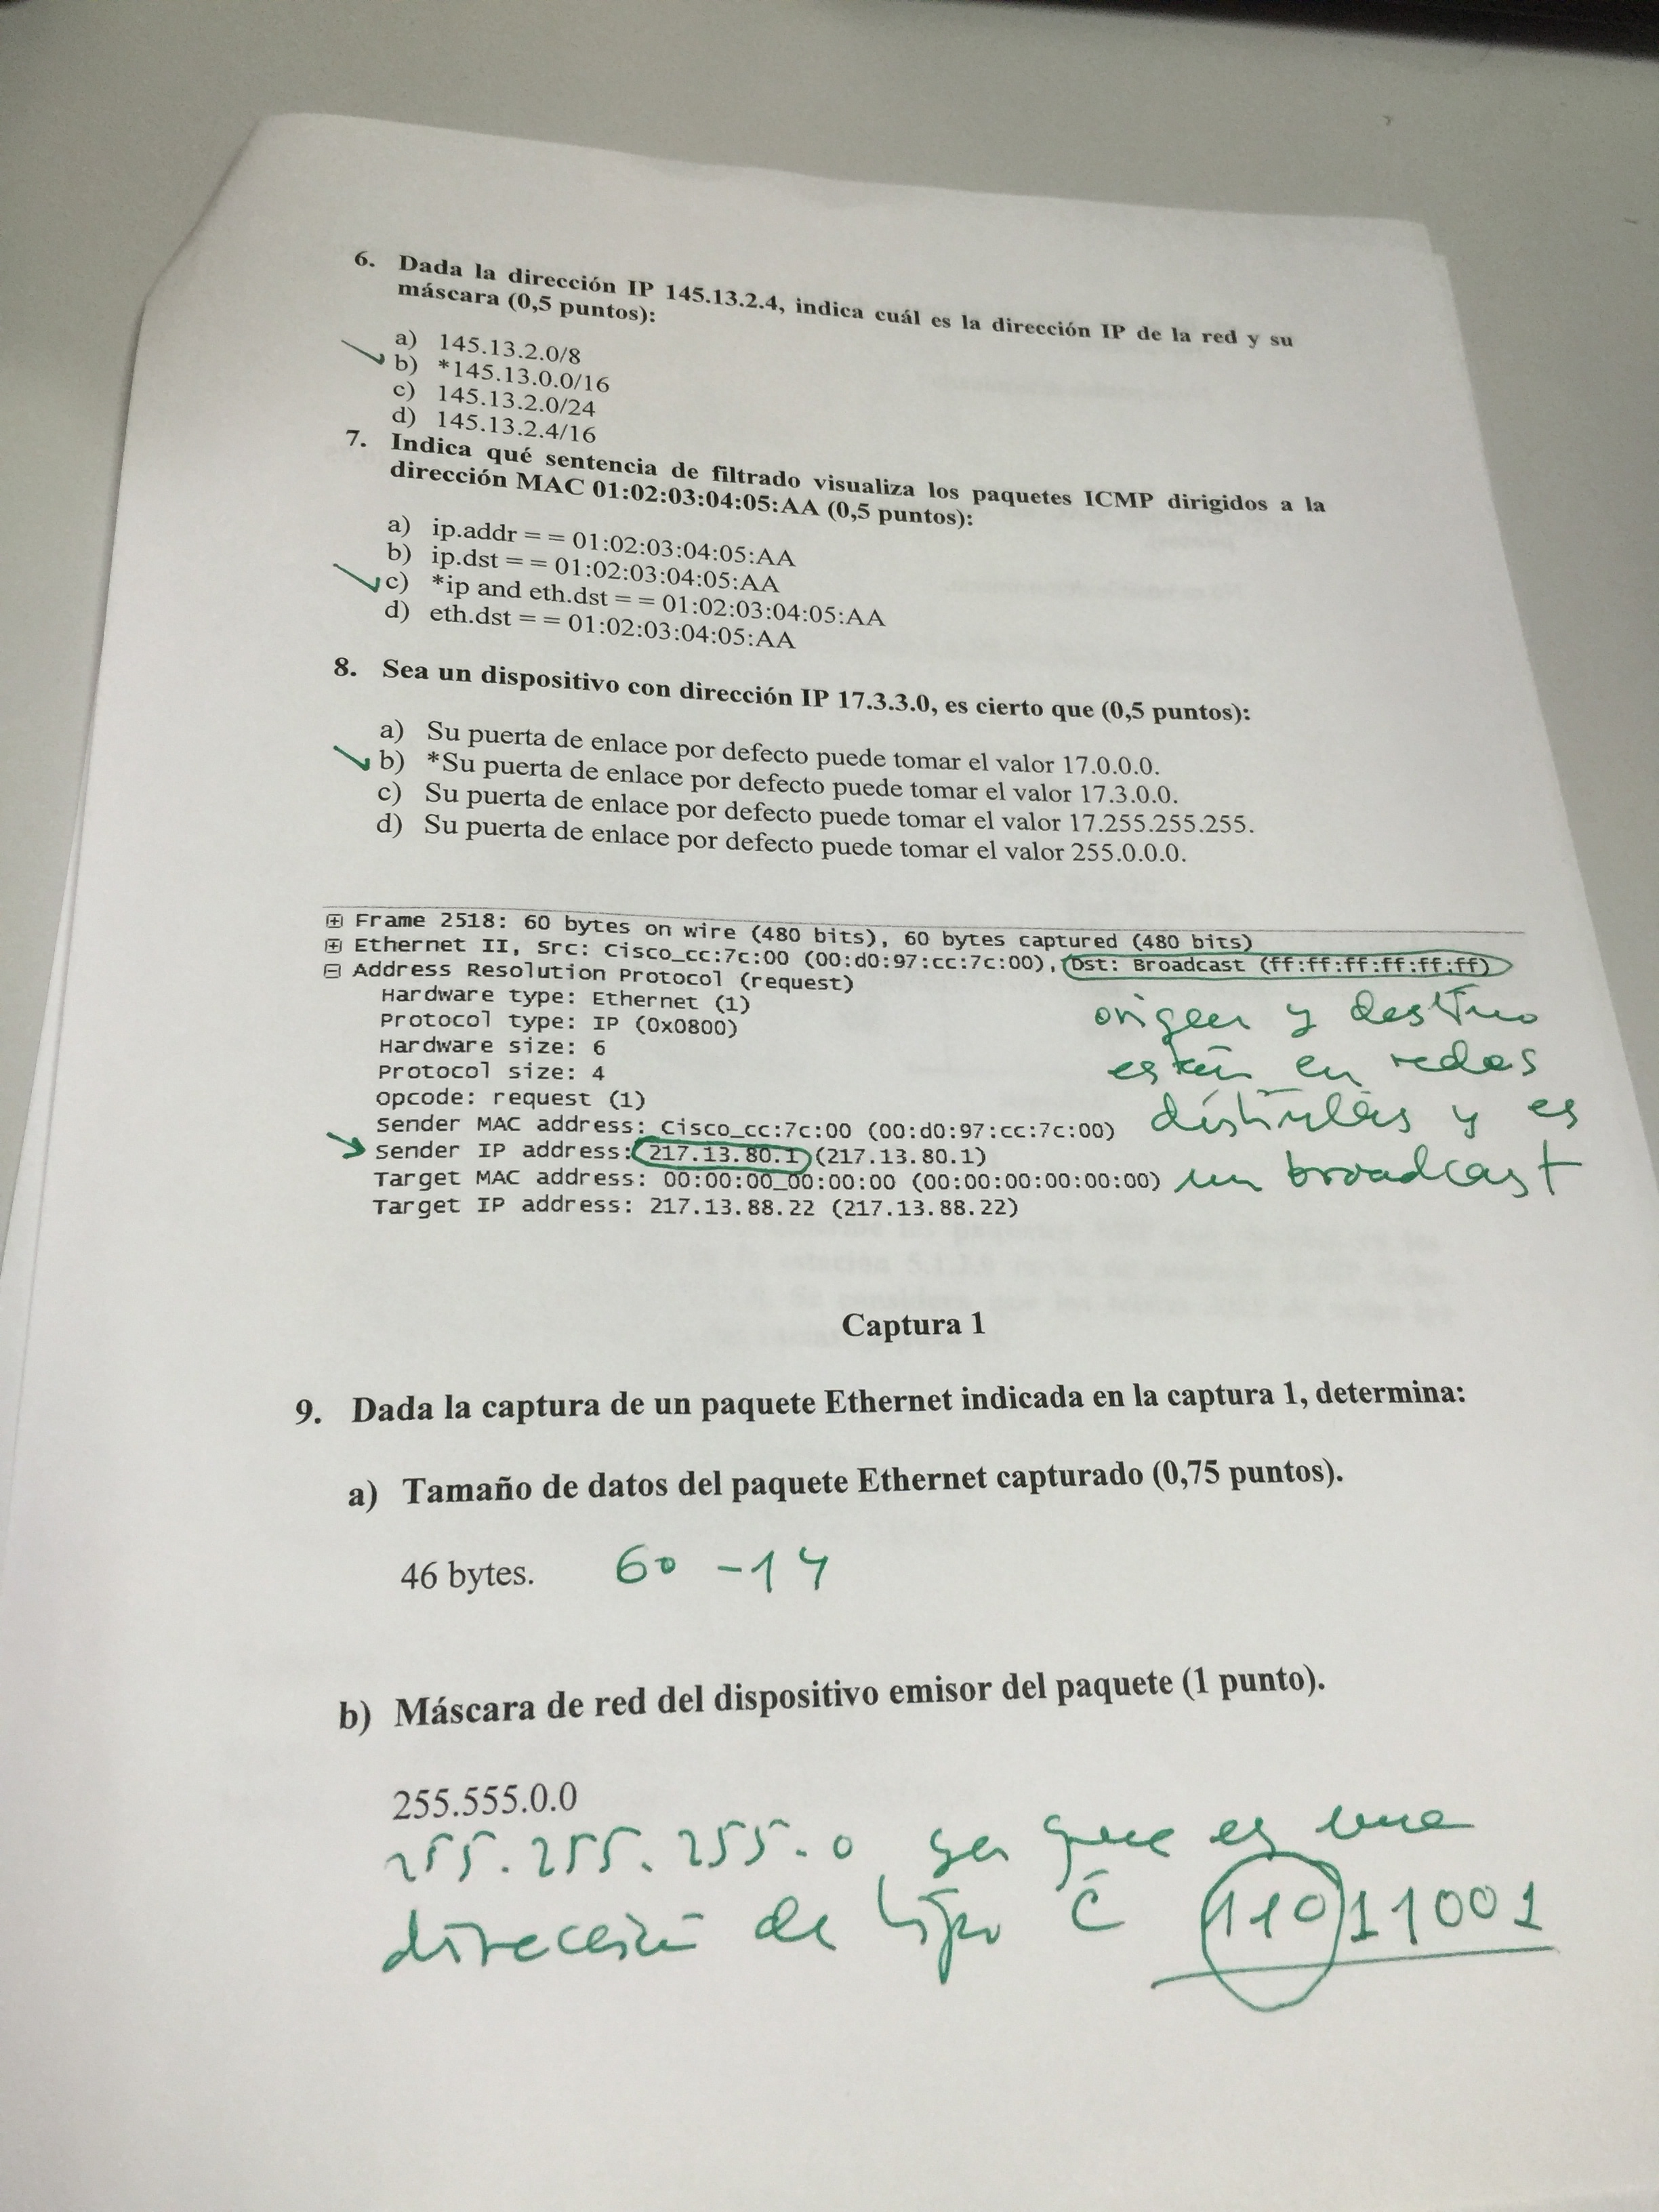 6. Dada la dirección IP 145.13.2.4, indica cuál es la dirección IP de la red y su
máscara (0,5 puntos):
a) 145.13.2.0/8
b) *145.13.0.0/16
c) 145.13.2.0/24
d) 145.13.2.4/16
7. Indica qué sentencia de filtrado visualiza los paquetes ICMP dirigidos a la
dirección MAC 01:02:03:04:05:AA (0,5 puntos):
a) ip.addr = = 01:02:03:04:05:AA
b) ip.dst = = 01:02:03:04:05:AA
c) *ip and eth.dst = = 01:02:03:04:05:AA
d) eth.dst = = 01:02:03:04:05:AA
8. Sea un dispositivo con dirección IP 17.3.3.0, es cierto que (0,5 puntos):
a) Su puerta de enlace por defecto puede tomar el valor 17.0.0.0.
b) *Su puerta de enlace por defecto puede tomar el valor 17.3.0.0.
c) Su puerta de enlace por defecto puede tomar el valor 17.255.255.255.
d) Su puerta de enlace por defecto puede tomar el valor 255.0.0.0.
Frame 2518: 60 bytes on wire (480 bits), 60 bytes captured (480 bits)
Ethernet II, Src: Cisco_cc:7c:00 (00:d0:97:cc:7c:00), Dst: Broadcast (ff:ff:ff:ff:ff:ff)
Address Resolution Protocol (request)
Hardware type: Ethernet (1)
Protocol type: IP (0x0800)
Hardware size: 6
Protocol size: 4
Opcode: request (1)
Sender MAC address: Cisco_cc:7c:00 (00:d0:97:cc:7c:00)
Sender IP address: 217.13.80.1 (217.13.80.1)
Target MAC address: 00:00:00_00:00:00 (00:00:00:00:00:00)
Target IP address: 217.13.88.22 (217.13.88.22)
origen y destino
están en redes
distintas y es
un broadcast
Captura 1
9. Dada la captura de un paquete Ethernet indicada en la captura 1, determina:
a) Tamaño de datos del paquete Ethernet capturado (0,75 puntos).
46 bytes. 60 - 14
b) Máscara de red del dispositivo emisor del paquete (1 punto).
255.555.0.0
255.255.255.0 ya que es una
dirección de tipo C 11011001